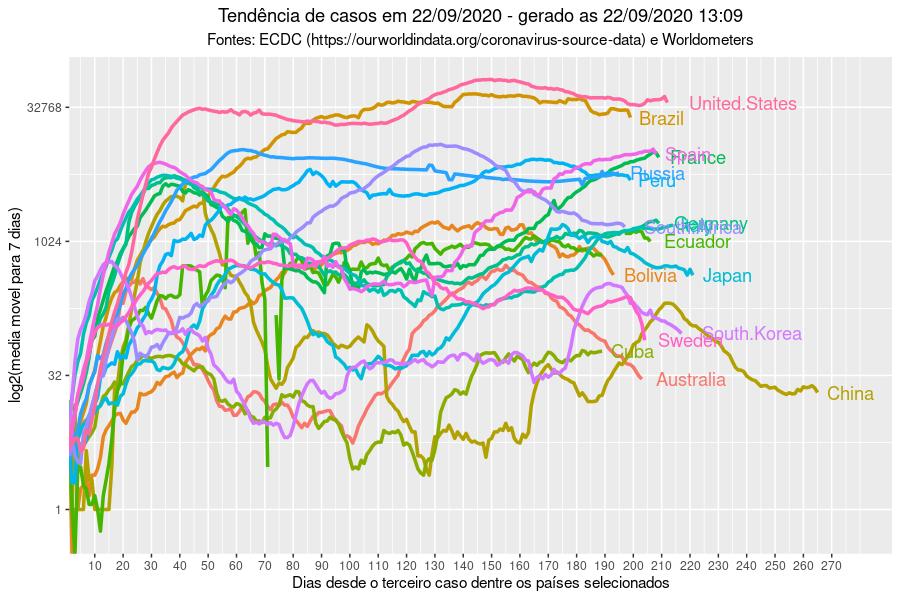 Tendência de casos em 22/09/2020 - gerado as 22/09/2020 13:09
Fontes: ECDC (https://ourworldindata.org/coronavirus-source-data) e Worldometers
log2(media movel para 7 dias)
32768
1024
32
1
United.States
Brazil
Spain
France
Russia
Peru
Germany
Ecuador
Bolivia
Japan
South.Korea
Sweden
Cuba
Australia
China
10 20 30 40 50 60 70 80 90 100 110 120 130 140 150 160 170 180 190 200 210 220 230 240 250 260 270
Dias desde o terceiro caso dentre os países selecionados